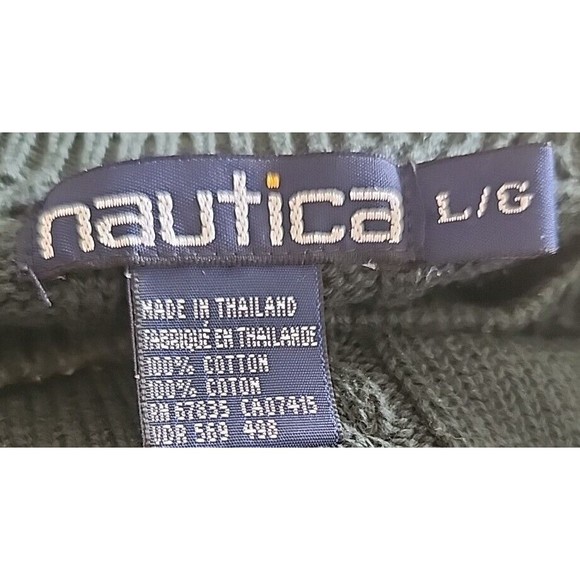 nautica
L/G
MADE IN THAILAND
FABRIQUÉ EN THAILANDE
100% COTTON
100% COTON
RN 67835 CA07415
VDR 569 498